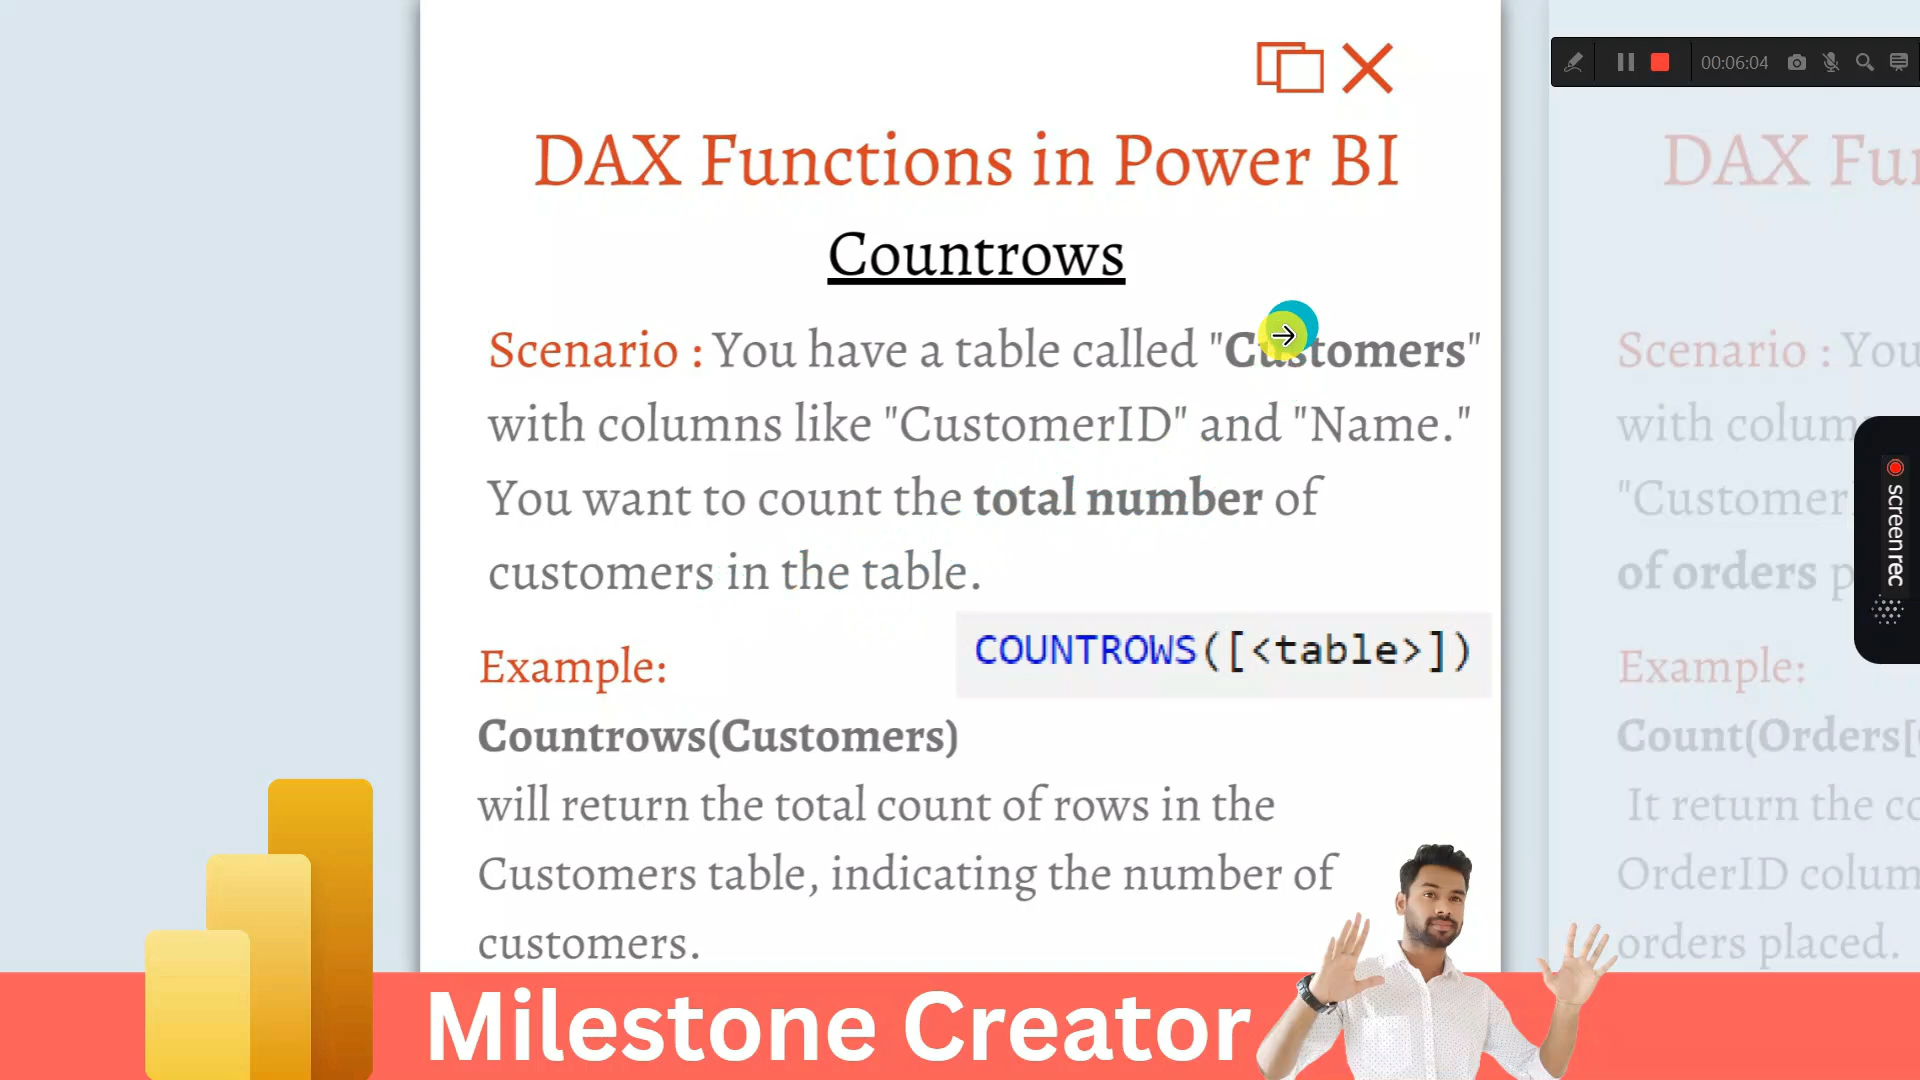 00:06:04
DAX Functions in Power BI
Countrows
Scenario : You have a table called "Customers"
with columns like "CustomerID" and "Name."
You want to count the total number of
customers in the table.
COUNTROWS([<table>])
Example:
Countrows(Customers)
will return the total count of rows in the
Customers table, indicating the number of
customers.
DAX Fun
Scenario : You
with colum
"Customer
of orders p
Example:
Count(Orders[
It return the co
OrderID colum
orders placed.
screenrec
Milestone Creator